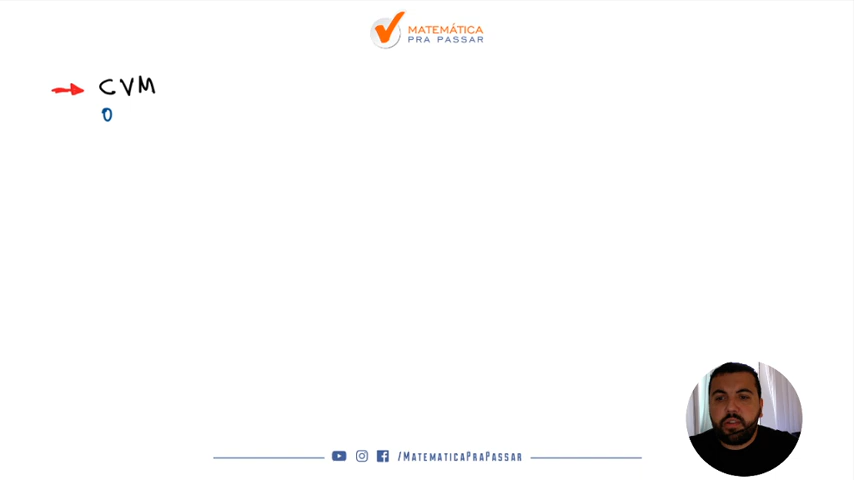 MATEMÁTICA
PRA PASSAR
CVM
0
/MATEMATICAPRAPASSAR